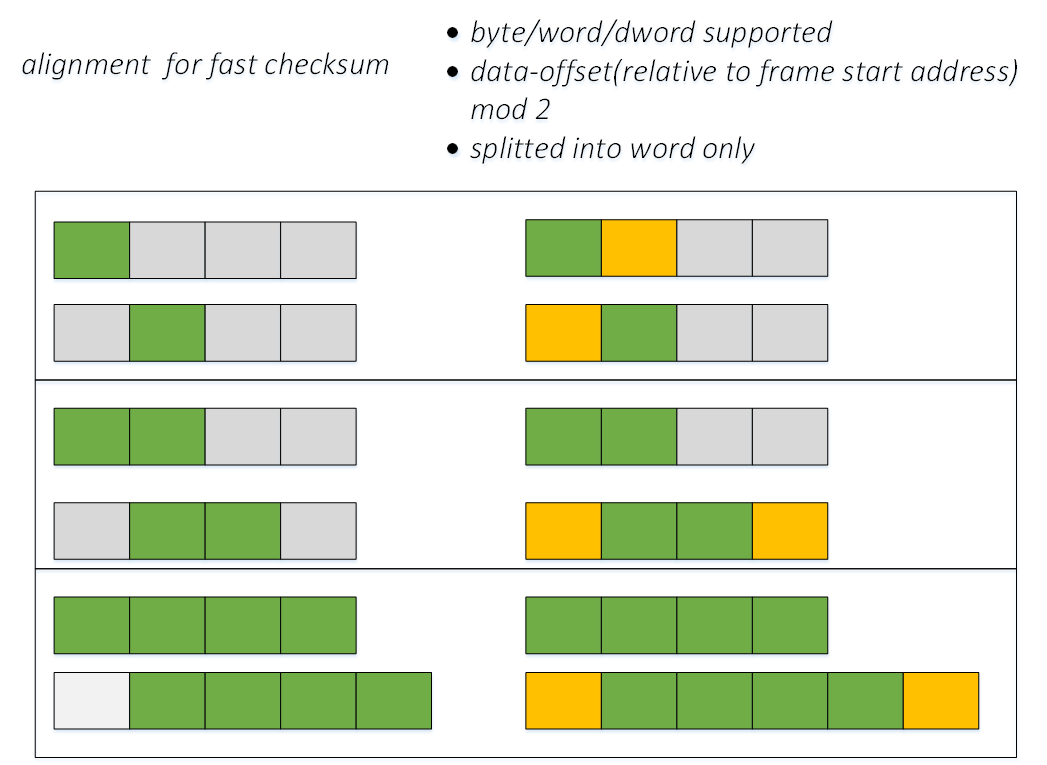 alignment for fast checksum
• byte/word/dword supported
• data-offset(relative to frame start address)
mod 2
• splitted into word only